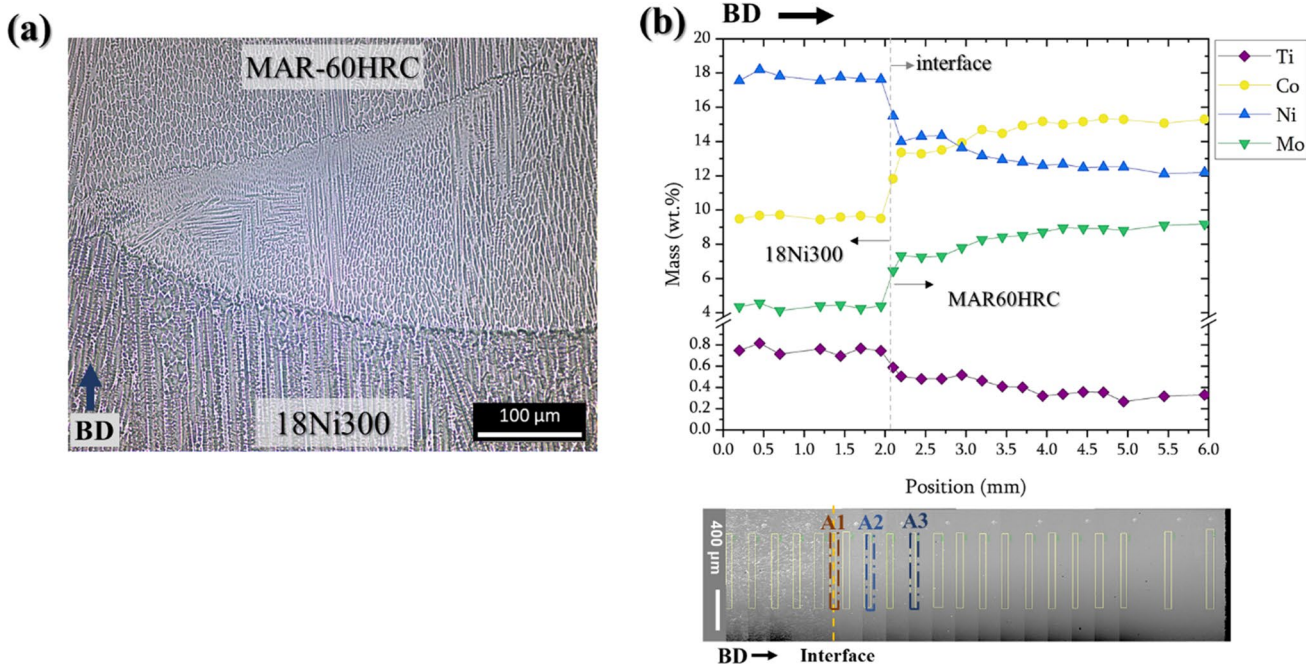 (a)
MAR-60HRC
BD
18Ni300
100 μm
(b)
BD
20
18
16
14
12
10
8
6
4
0.8
0.6
0.4
0.2
0.0
Mass (wt.%)
interface
18Ni300
MAR60HRC
Ti
Co
Ni
Mo
0.0 0.5 1.0 1.5 2.0 2.5 3.0 3.5 4.0 4.5 5.0 5.5 6.0
Position (mm)
400 μm
A1 A2 A3
BD Interface